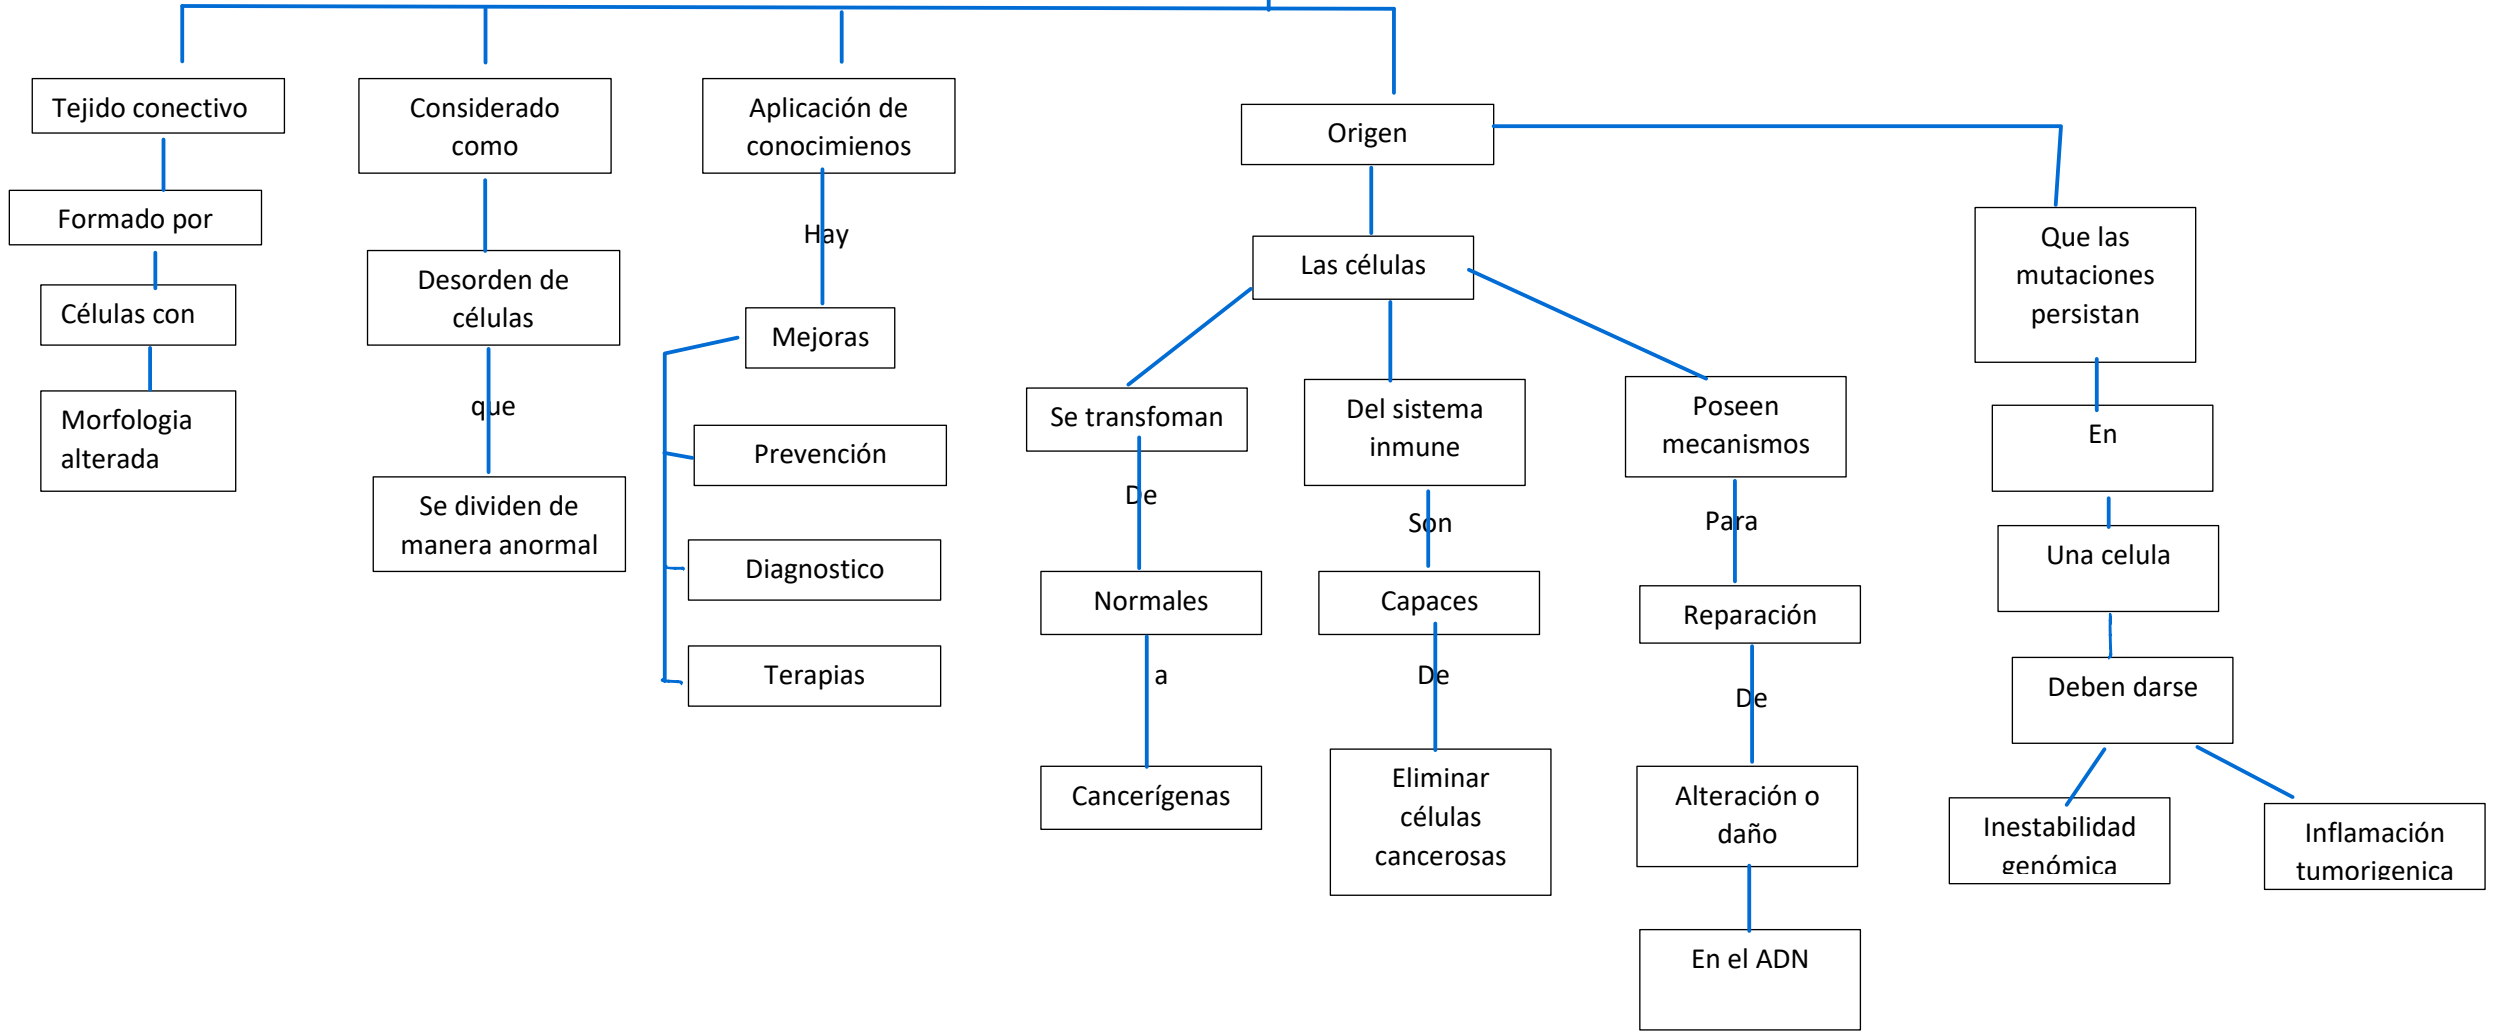 Tejido conectivo
Formado por
Células con
Morfologia
alterada
Considerado
como
Desorden de
células
que
Se dividen de
manera anormal
Aplicación de
conocimienos
Hay
Mejoras
Prevención
Diagnostico
Terapias
Origen
Las células
Se transfoman
De
Normales
a
Cancerígenas
Del sistema
inmune
Son
Capaces
De
Eliminar
células
cancerosas
Poseen
mecanismos
Para
Reparación
De
Alteración o
daño
En el ADN
Que las
mutaciones
persistan
En
Una celula
Deben darse
Inestabilidad
genómica
Inflamación
tumorigenica